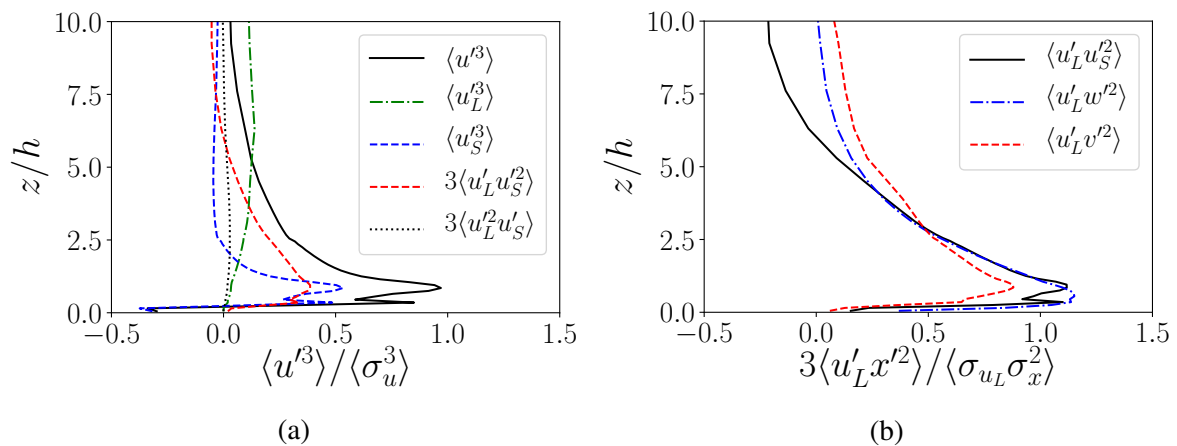 10.0
7.5
5.0
2.5
0.0
z/h
−0.5 0.0 0.5 1.0 1.5
⟨u′³⟩/⟨σ_u³⟩
⟨u′³⟩
⟨u′_L³⟩
⟨u′_S³⟩
3⟨u′_L u′_S²⟩
3⟨u′_L² u′_S⟩
(a)
10.0
7.5
5.0
2.5
0.0
z/h
−0.5 0.0 0.5 1.0 1.5
3⟨u′_L x′²⟩/⟨σ_{u_L} σ_x²⟩
⟨u′_L u′_S²⟩
⟨u′_L w′²⟩
⟨u′_L v′²⟩
(b)